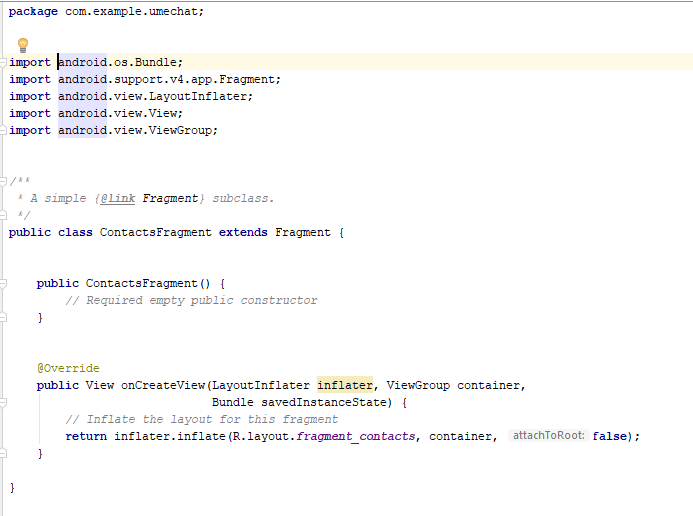 package com.example.umechat;
import android.os.Bundle;
import android.support.v4.app.Fragment;
import android.view.LayoutInflater;
import android.view.View;
import android.view.ViewGroup;
/**
 * A simple {@link Fragment} subclass.
 */
public class ContactsFragment extends Fragment {
    public ContactsFragment() {
        // Required empty public constructor
    }
    @Override
    public View onCreateView(LayoutInflater inflater, ViewGroup container,
                             Bundle savedInstanceState) {
        // Inflate the layout for this fragment
        return inflater.inflate(R.layout.fragment_contacts, container, attachToRoot: false);
    }
}